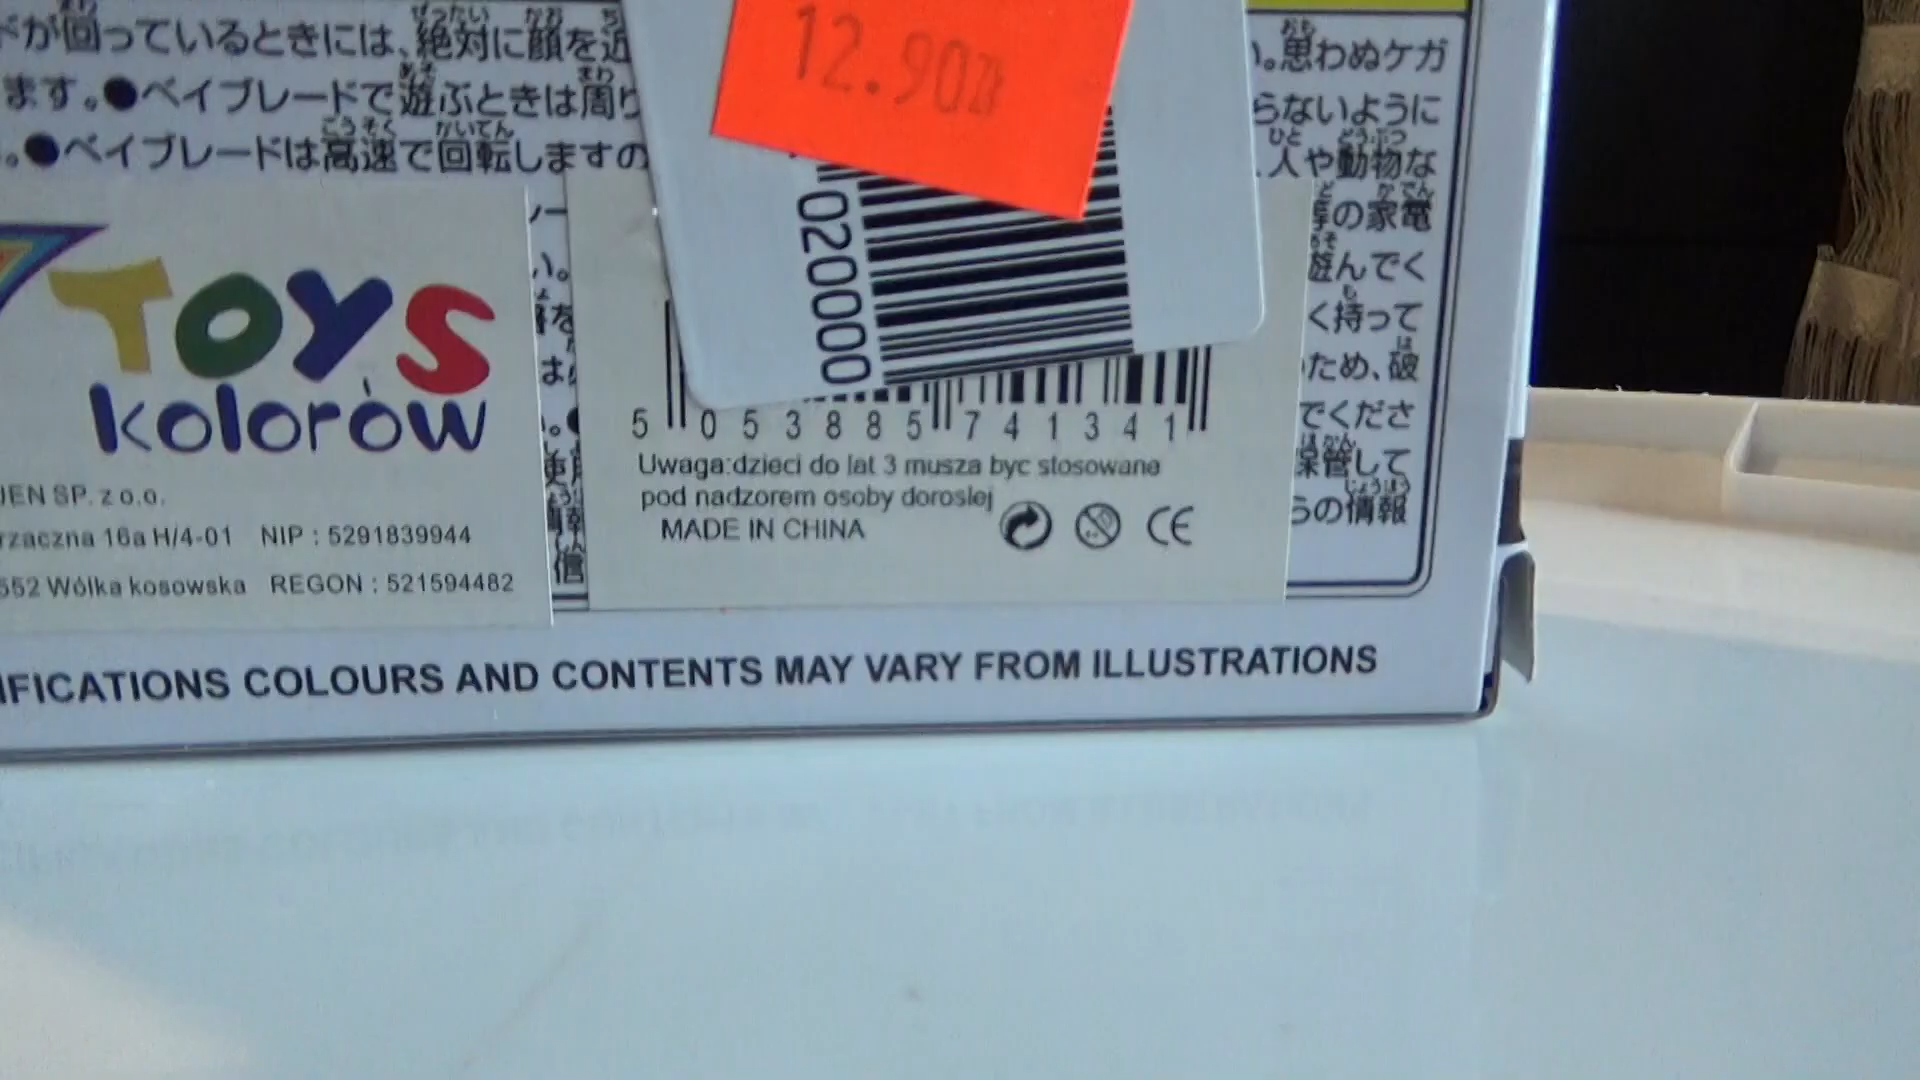 ドが回っているときには、絶対に顔を近
ます。●ベイブレードで遊ぶときは周り
。●ベイブレードは高速で回転しますの
12.90zł
。思わぬケガ
らないように
人や動物な
の家電
遊んでく
く持って
ため、破
でくださ
保管して
らの情報
020000
TOYS
kolorów
JEN SP. z o.o.
rzaczna 16a H/4-01 NIP : 5291839944
552 Wólka kosowska REGON : 521594482
5 053885 741341
Uwaga:dzieci do lat 3 musza byc stosowane
pod nadzorem osoby doroslej
MADE IN CHINA CE
IFICATIONS COLOURS AND CONTENTS MAY VARY FROM ILLUSTRATIONS